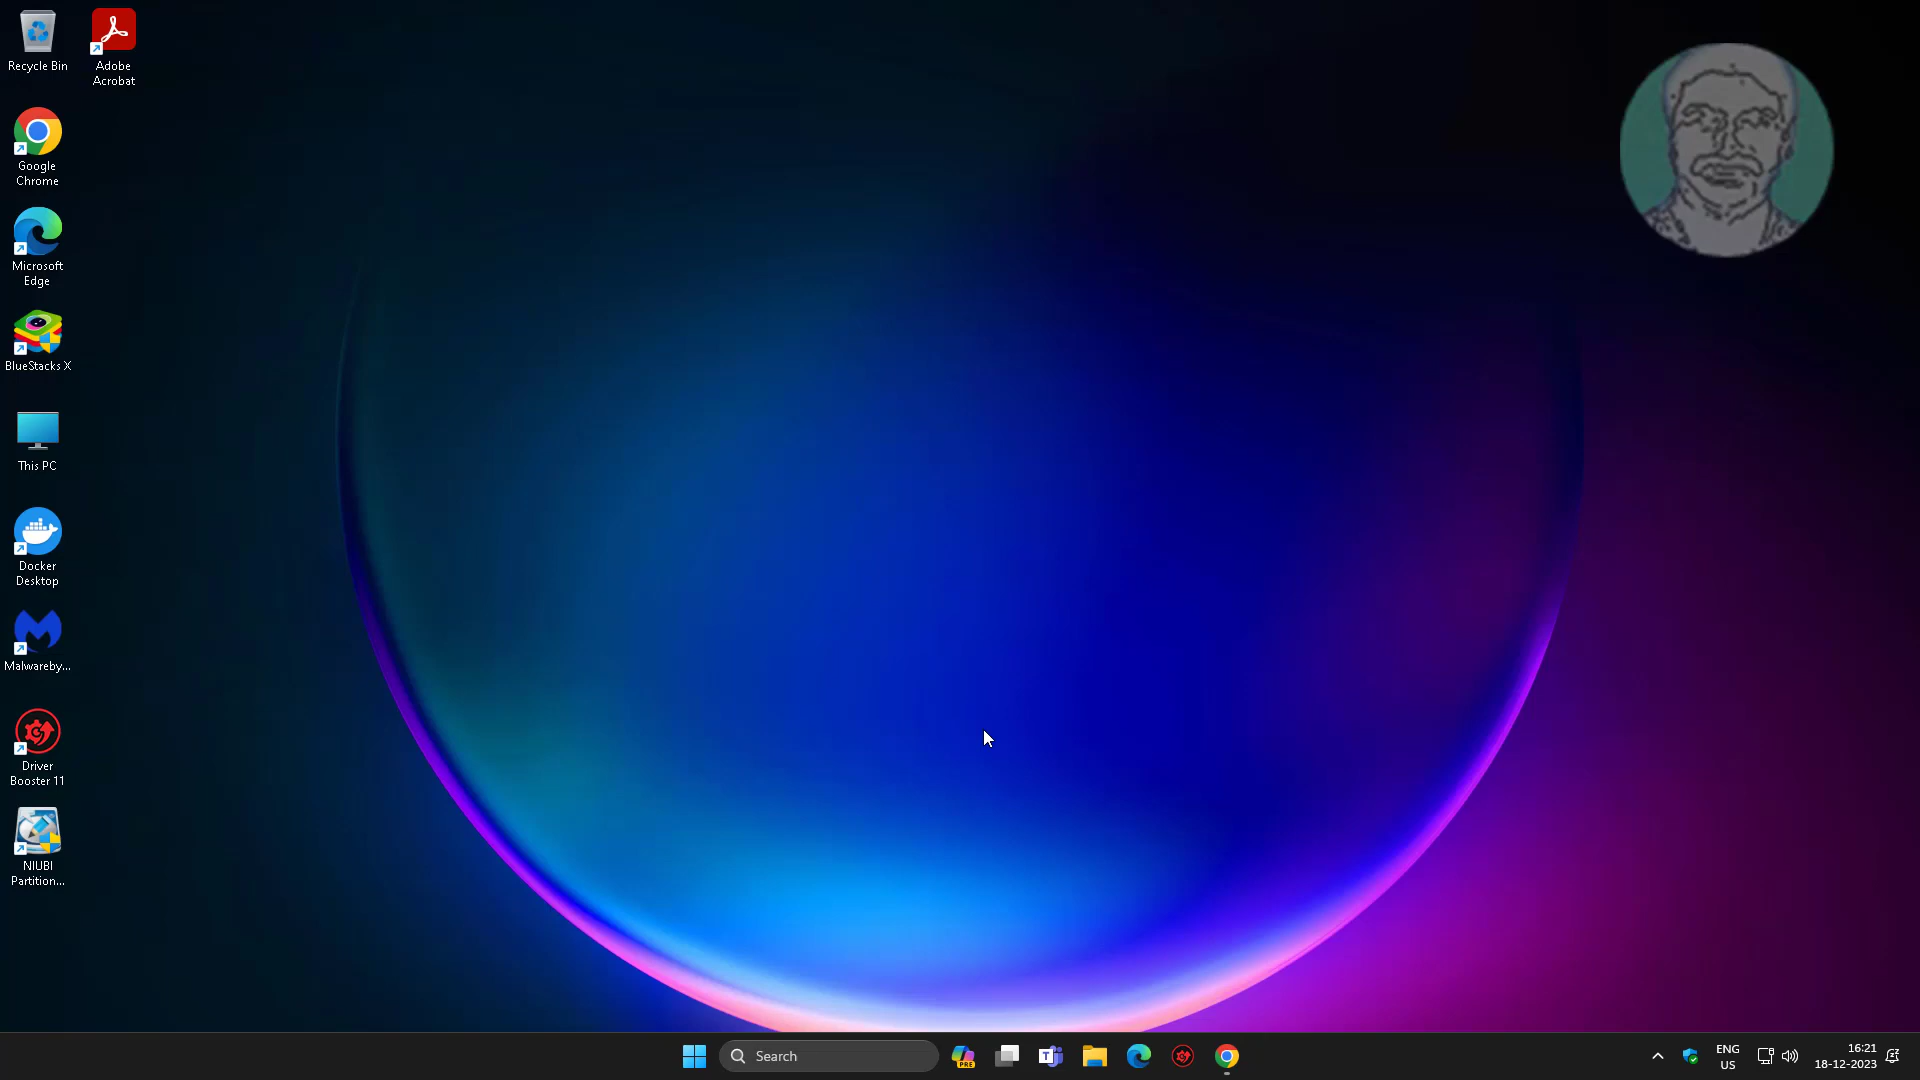 Recycle Bin
Adobe
Acrobat
Google
Chrome
Microsoft
Edge
BlueStacks X
This PC
Docker
Desktop
Malwareby...
Driver
Booster 11
NIUBI
Partition...
Search
PRE
ENG
US
16:21
18-12-2023